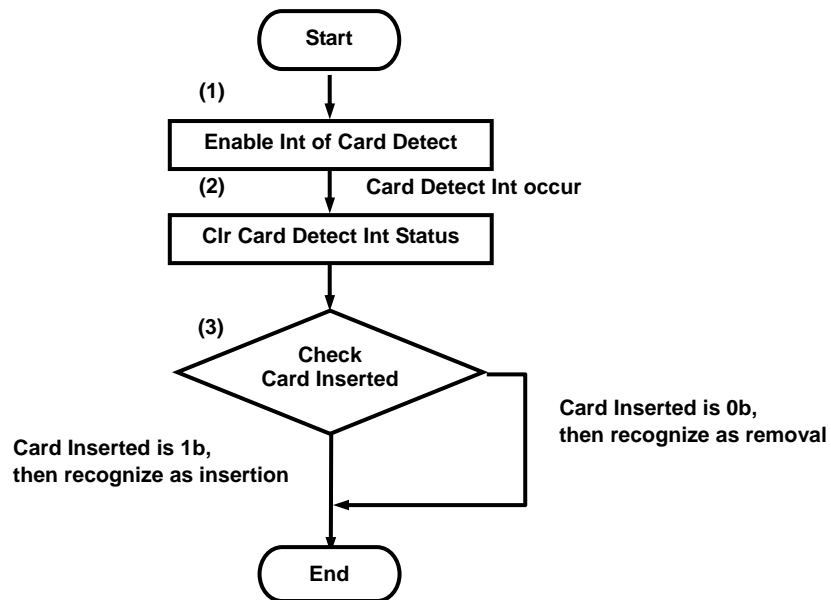 Start
(1)
Enable Int of Card Detect
(2)
Card Detect Int occur
Clr Card Detect Int Status
(3)
Check
Card Inserted
Card Inserted is 0b,
then recognize as removal
Card Inserted is 1b,
then recognize as insertion
End